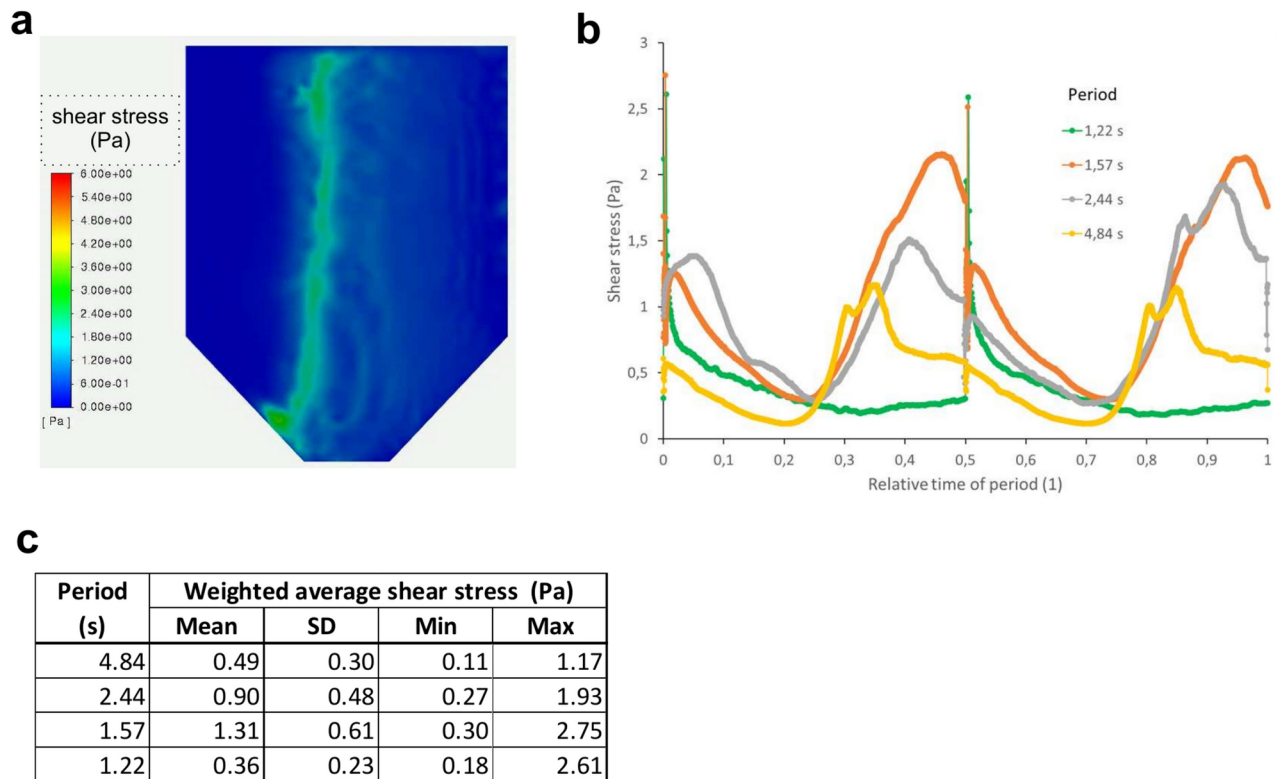 a
shear stress
(Pa)
6.00e+00
5.40e+00
4.80e+00
4.20e+00
3.60e+00
3.00e+00
2.40e+00
1.80e+00
1.20e+00
6.00e-01
0.00e+00
[ Pa ]
b
3
2,5
2
1,5
1
0,5
0
Shear stress (Pa)
Period
1,22 s
1,57 s
2,44 s
4,84 s
0 0,1 0,2 0,3 0,4 0,5 0,6 0,7 0,8 0,9 1
Relative time of period (1)
c
Period Weighted average shear stress (Pa)
(s) Mean SD Min Max
4.84 0.49 0.30 0.11 1.17
2.44 0.90 0.48 0.27 1.93
1.57 1.31 0.61 0.30 2.75
1.22 0.36 0.23 0.18 2.61